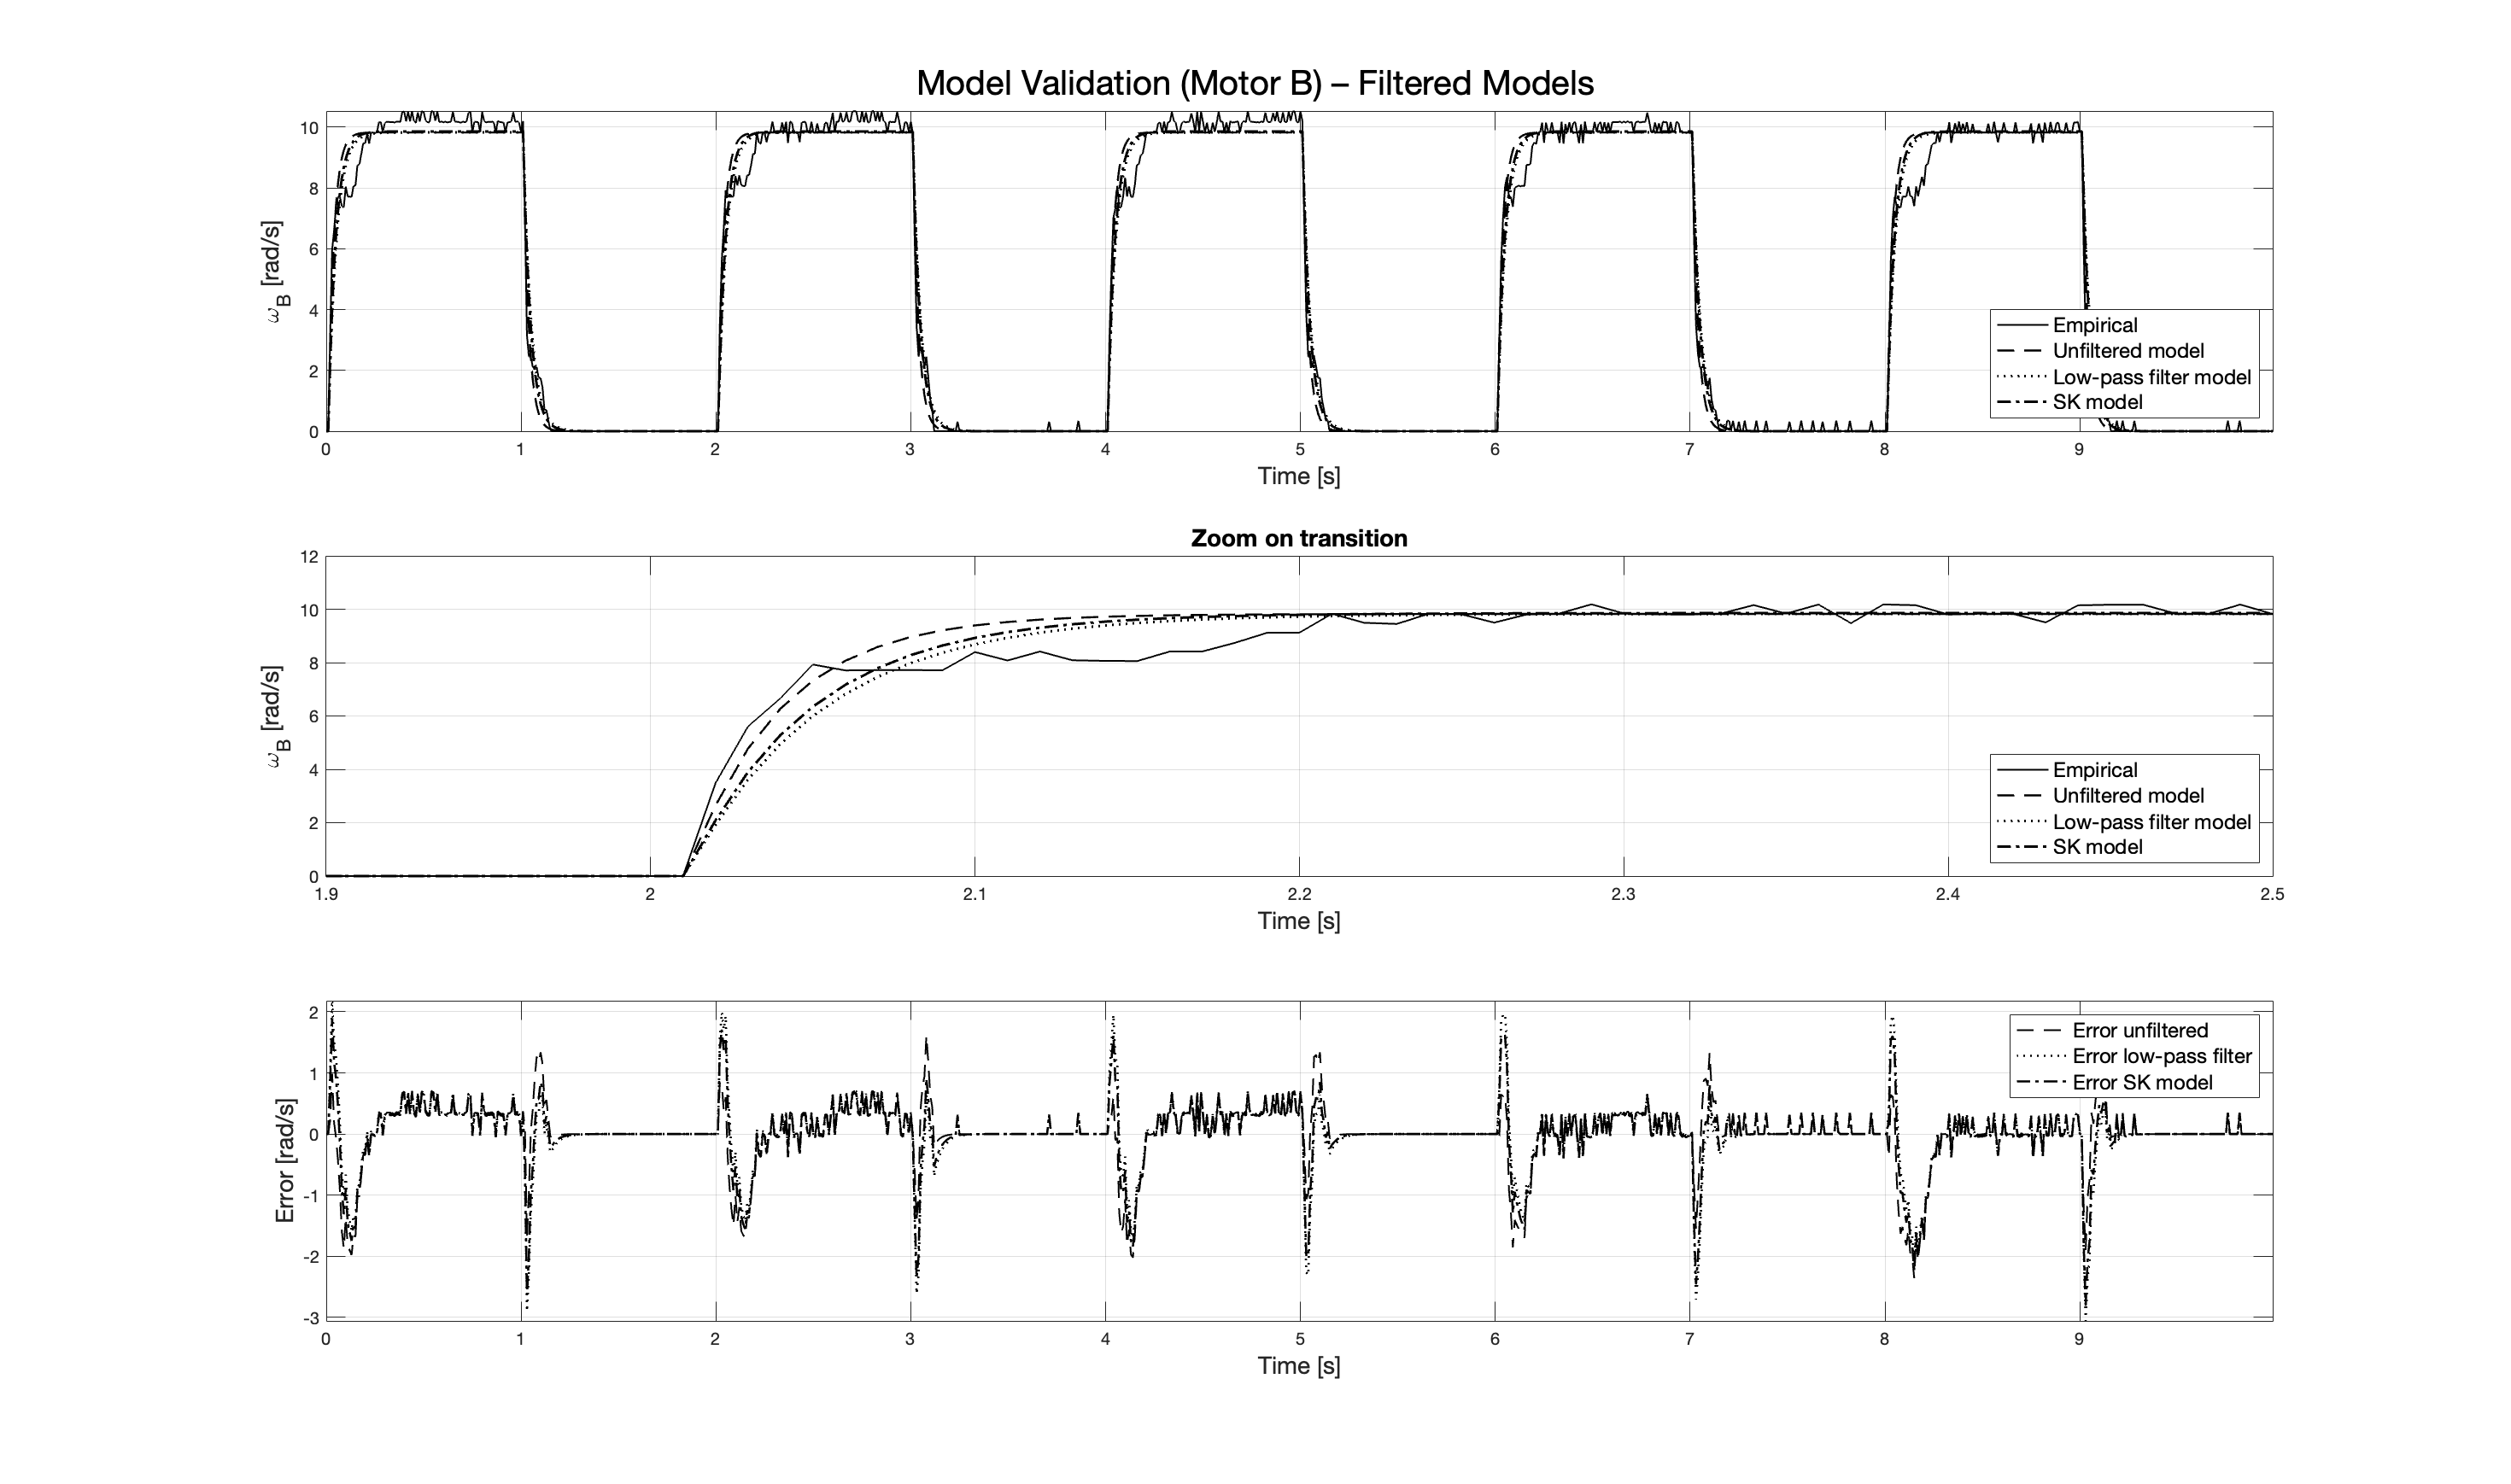 Model Validation (Motor B) – Filtered Models
10
8
6
4
2
0
ω_B [rad/s]
Empirical
Unfiltered model
Low-pass filter model
SK model
0 1 2 3 4 5 6 7 8 9
Time [s]
Zoom on transition
12
10
8
6
4
2
0
ω_B [rad/s]
Empirical
Unfiltered model
Low-pass filter model
SK model
1.9 2 2.1 2.2 2.3 2.4 2.5
Time [s]
2
1
0
-1
-2
-3
Error [rad/s]
Error unfiltered
Error low-pass filter
Error SK model
0 1 2 3 4 5 6 7 8 9
Time [s]